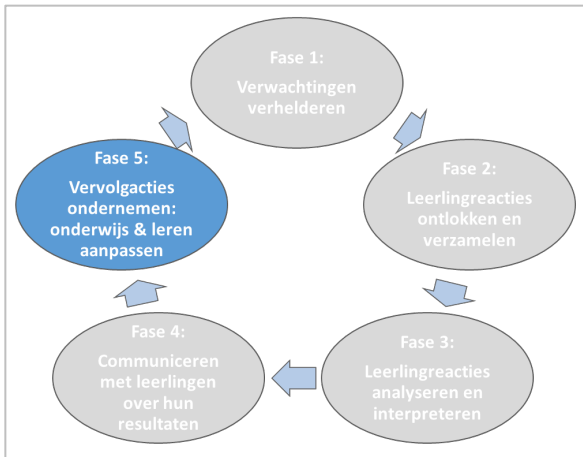 Fase 1:
Verwachtingen
verhelderen
Fase 2:
Leerlingreacties
ontlokken en
verzamelen
Fase 3:
Leerlingreacties
analyseren en
interpreteren
Fase 4:
Communiceren
met leerlingen
over hun
resultaten
Fase 5:
Vervolgacties
ondernemen:
onderwijs & leren
aanpassen